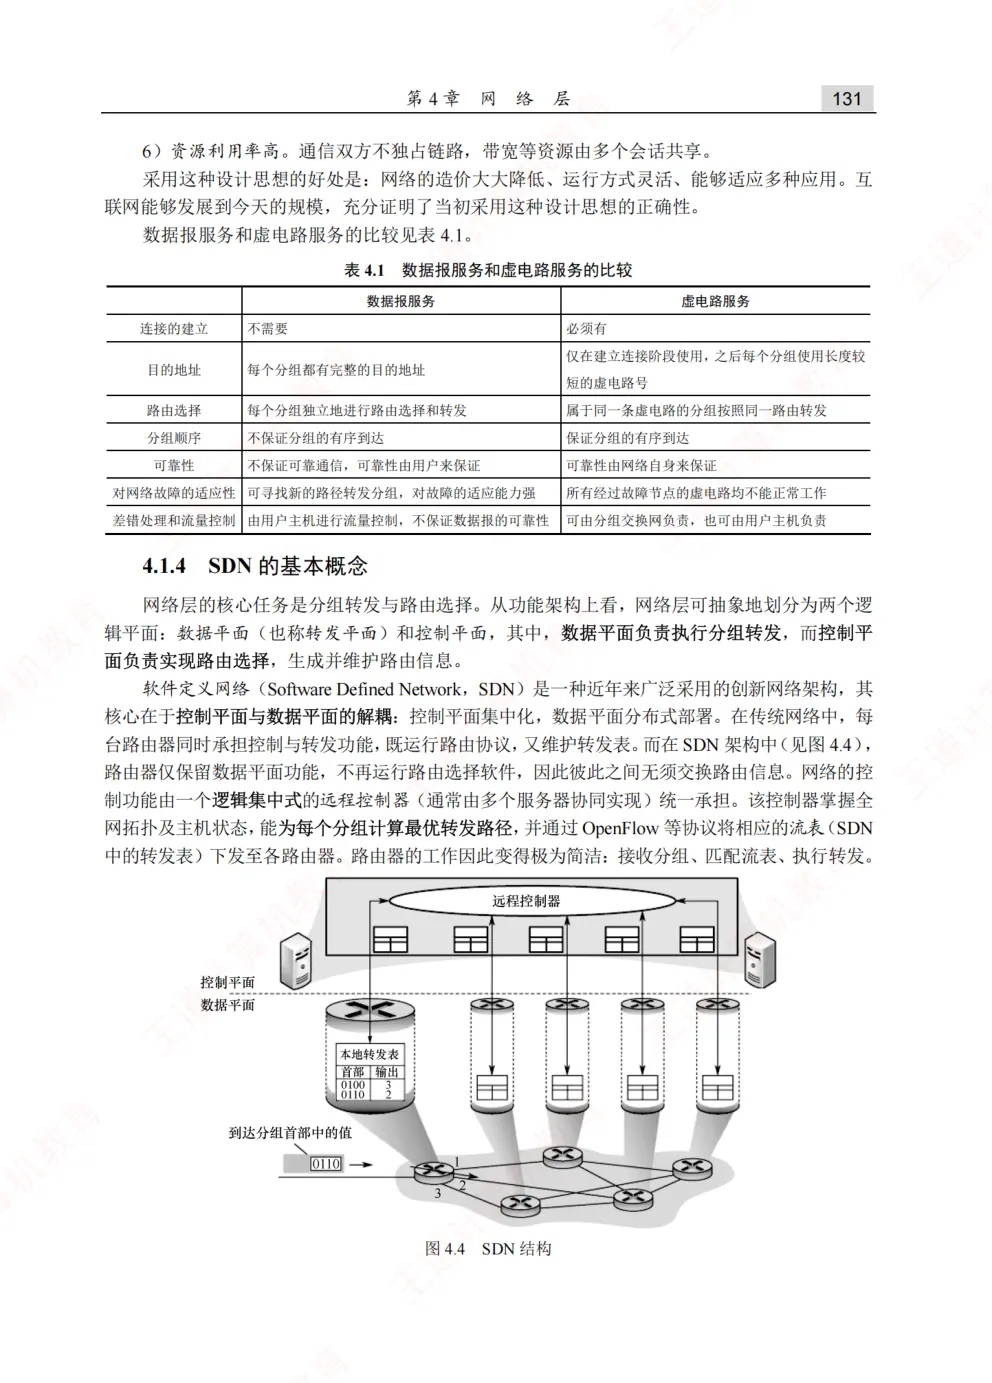 第4章 网 络 层 131
6）资源利用率高。通信双方不独占链路，带宽等资源由多个会话共享。
采用这种设计思想的好处是：网络的造价大大降低、运行方式灵活、能够适应多种应用。互
联网能够发展到今天的规模，充分证明了当初采用这种设计思想的正确性。
数据报服务和虚电路服务的比较见表 4.1。
表 4.1 数据报服务和虚电路服务的比较
数据报服务 虚电路服务
连接的建立 不需要 必须有
目的地址 每个分组都有完整的目的地址 仅在建立连接阶段使用，之后每个分组使用长度较
短的虚电路号
路由选择 每个分组独立地进行路由选择和转发 属于同一条虚电路的分组按照同一路由转发
分组顺序 不保证分组的有序到达 保证分组的有序到达
可靠性 不保证可靠通信，可靠性由用户来保证 可靠性由网络自身来保证
对网络故障的适应性 可寻找新的路径转发分组，对故障的适应能力强 所有经过故障节点的虚电路均不能正常工作
差错处理和流量控制 由用户主机进行流量控制，不保证数据报的可靠性 可由分组交换网负责，也可由用户主机负责
4.1.4 SDN 的基本概念
网络层的核心任务是分组转发与路由选择。从功能架构上看，网络层可抽象地划分为两个逻
辑平面：数据平面（也称转发平面）和控制平面，其中，数据平面负责执行分组转发，而控制平
面负责实现路由选择，生成并维护路由信息。
软件定义网络（Software Defined Network，SDN）是一种近年来广泛采用的创新网络架构，其
核心在于控制平面与数据平面的解耦：控制平面集中化，数据平面分布式部署。在传统网络中，每
台路由器同时承担控制与转发功能，既运行路由协议，又维护转发表。而在 SDN 架构中（见图 4.4），
路由器仅保留数据平面功能，不再运行路由选择软件，因此彼此之间无须交换路由信息。网络的控
制功能由一个逻辑集中式的远程控制器（通常由多个服务器协同实现）统一承担。该控制器掌握全
网拓扑及主机状态，能为每个分组计算最优转发路径，并通过 OpenFlow 等协议将相应的流表（SDN
中的转发表）下发至各路由器。路由器的工作因此变得极为简洁：接收分组、匹配流表、执行转发。
远程控制器
控制平面
数据平面
本地转发表
首部 输出
0100 3
0110 2
到达分组首部中的值
0110
1
2
3
图 4.4 SDN 结构